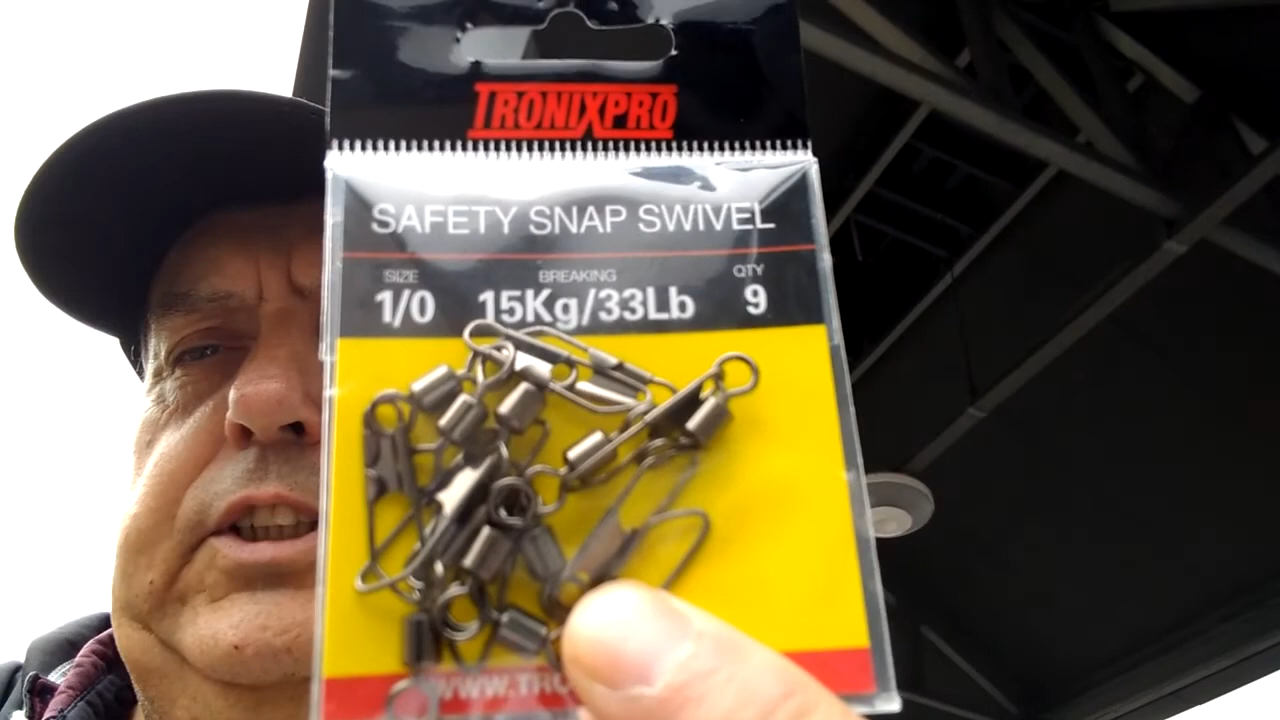 TRONIXPRO
SAFETY SNAP SWIVEL
SIZE BREAKING QTY
1/0 15Kg/33Lb 9